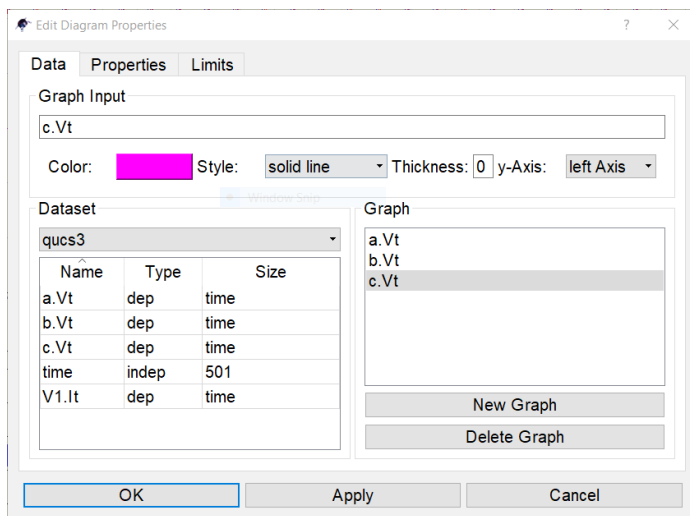 Edit Diagram Properties ? ×
Data Properties Limits
Graph Input
c.Vt
Color: Style: solid line Thickness: 0 y-Axis: left Axis
Window Snip
Dataset
qucs3
Name Type Size
a.Vt dep time
b.Vt dep time
c.Vt dep time
time indep 501
V1.It dep time
Graph
a.Vt
b.Vt
c.Vt
New Graph
Delete Graph
OK Apply Cancel